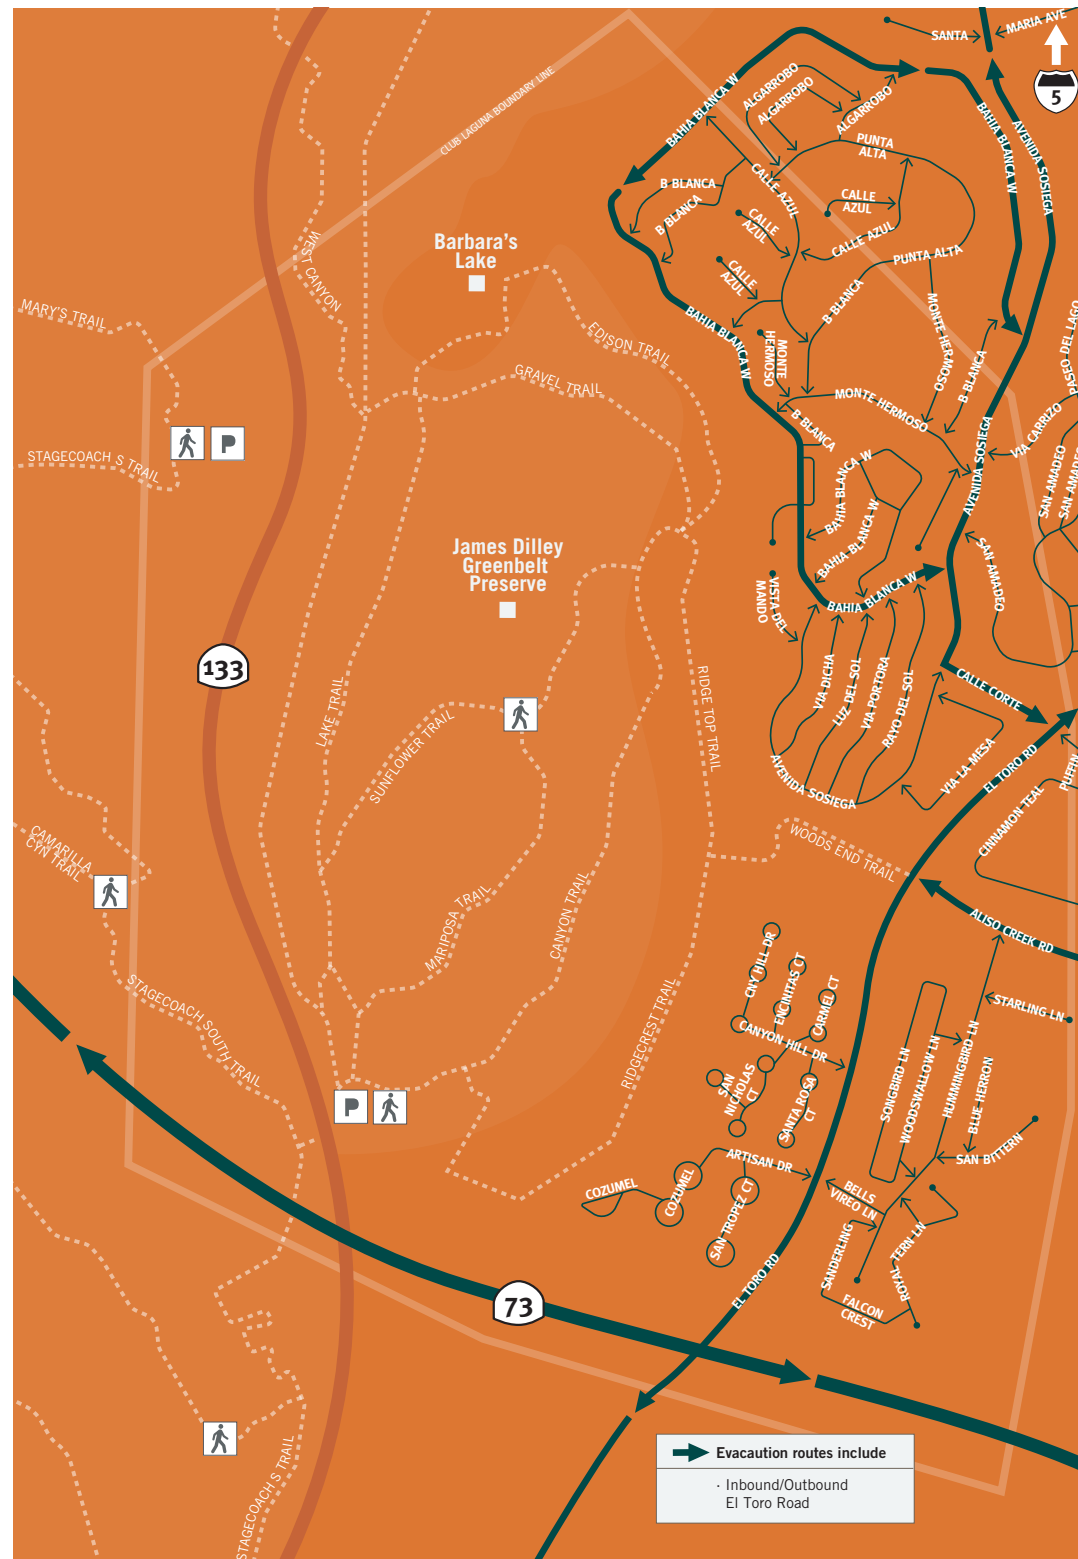 SANTA
MARIA AVE
5
CLUB LAGUNA BOUNDARY LINE
BAHIA BLANCA W
ALGARROBO
ALGARROBO
ALGARROBO
BAHIA BLANCA W
AVENIDA SOSIEGA
PUNTA
ALTA
B BLANCA
CALLE AZUL
CALLE
AZUL
B BLANCA
CALLE
AZUL
CALLE AZUL
PUNTA ALTA
CALLE
AZUL
WEST CANYON
Barbara's
Lake
MARY'S TRAIL
EDISON TRAIL
BAHIA BLANCA W
B BLANCA
MONTE
HERMOSO
MONTE HERMOSO
B BLANCA
PASEO DEL LAGO
GRAVEL TRAIL
MONTE HERMOSO
B BLANCA
AVENIDA SOSIEGA
VIA CARRIZO
P
STAGECOACH S TRAIL
BAHIA BLANCA W
BAHIA BLANCA W
SAN AMADEO
SAN AMADEO
James Dilley
Greenbelt
Preserve
SAN AMADEO
VISTA DEL
MANDO
BAHIA BLANCA W
133
LAKE TRAIL
RIDGE TOP TRAIL
VIA DICHA
LUZ DEL SOL
VIA PORTORA
RAYO DEL SOL
CALLE CORTE
SUNFLOWER TRAIL
AVENIDA SOSIEGA
VIA LA MESA
EL TORO RD
PUFFIN
CAMARILLA
CYN TRAIL
WOODS END TRAIL
CINNAMON TEAL
MARIPOSA TRAIL
CANYON TRAIL
ALISO CREEK RD
CNY HILL DR
ENCINITAS CT
CARMEL CT
STAGECOACH SOUTH TRAIL
RIDGECREST TRAIL
CANYON HILL DR
STARLING LN
SAN
NICHOLAS
CT
SANTA ROSA
CT
SONGBIRD LN
WOODSWALLOW LN
HUMMINGBIRD LN
BLUE HERRON
P
SAN BITTERN
ARTISAN DR
COZUMEL
COZUMEL
SAN TROPEZ CT
BELLS
VIREO LN
SANDERLING
ROYAL TERN LN
EL TORO RD
FALCON
CREST
73
STAGECOACH S TRAIL
Evacaution routes include
· Inbound/Outbound
El Toro Road